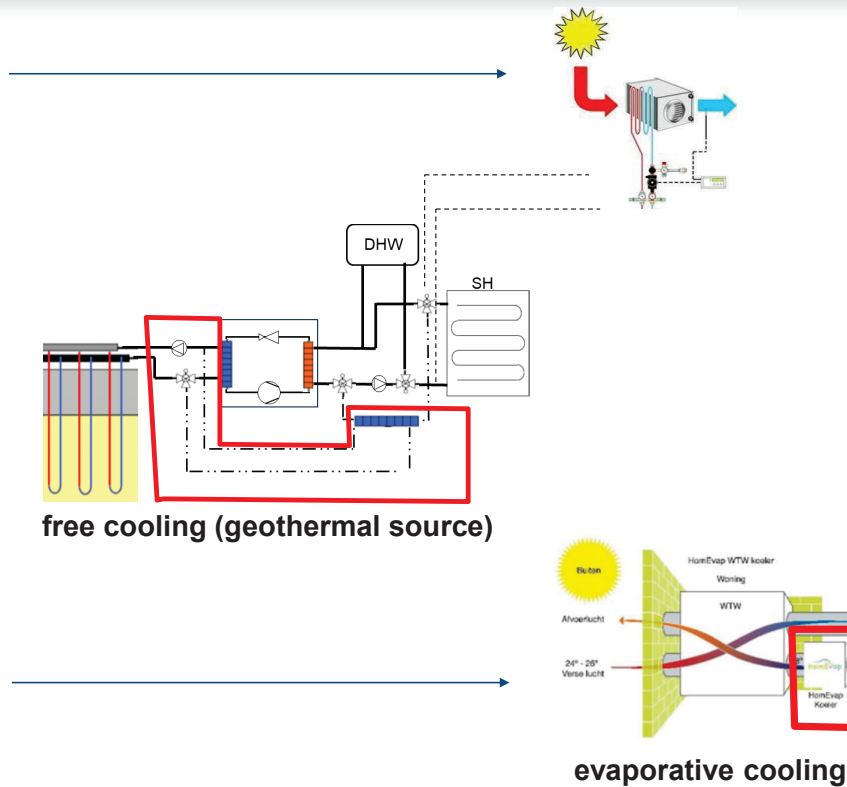 DHW
SH
free cooling (geothermal source)
HomEvap WTW koeler
Buiten
Woning
WTW
Afvoerlucht
24° - 26°
Verse lucht
HomEvap
HomEvap
Koeler
evaporative cooling